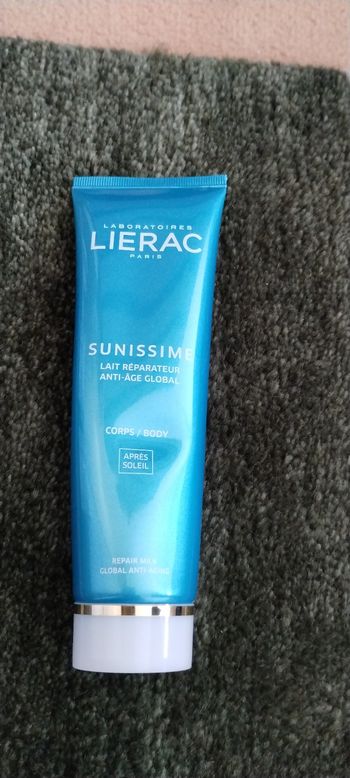 LABORATOIRES
LIERAC
PARIS
SUNISSIME
LAIT RÉPARATEUR
ANTI-ÂGE GLOBAL
CORPS / BODY
APRÈS
SOLEIL
REPAIR MILK
GLOBAL ANTI-AGING